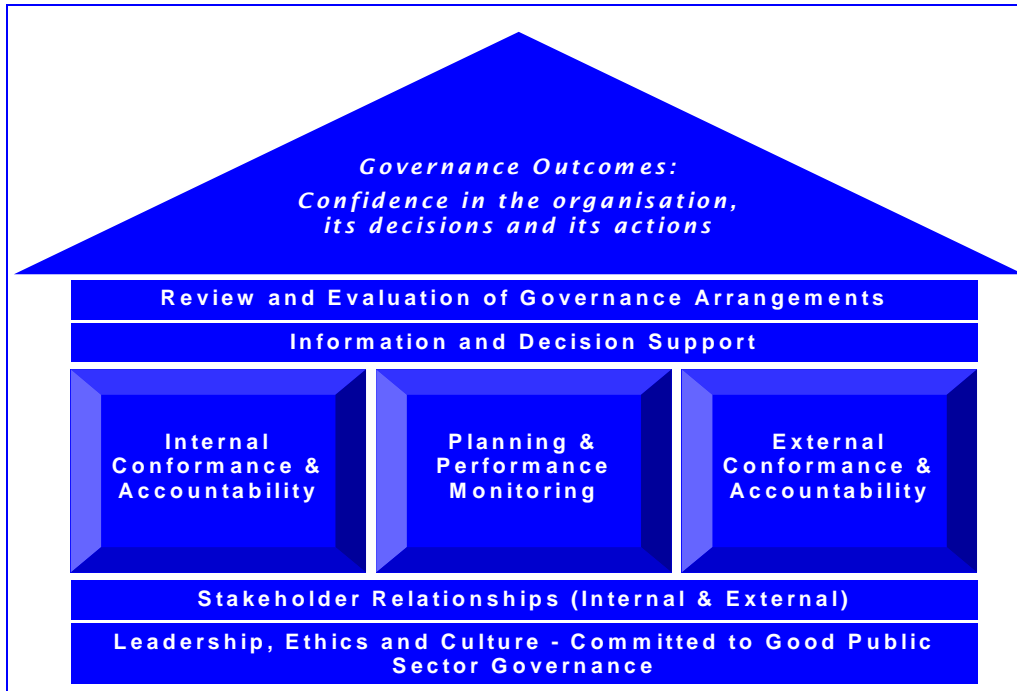 Governance Outcomes:
Confidence in the organisation,
its decisions and its actions
Review and Evaluation of Governance Arrangements
Information and Decision Support
Internal
Conformance &
Accountability
Planning &
Performance
Monitoring
External
Conformance &
Accountability
Stakeholder Relationships (Internal & External)
Leadership, Ethics and Culture - Committed to Good Public
Sector Governance